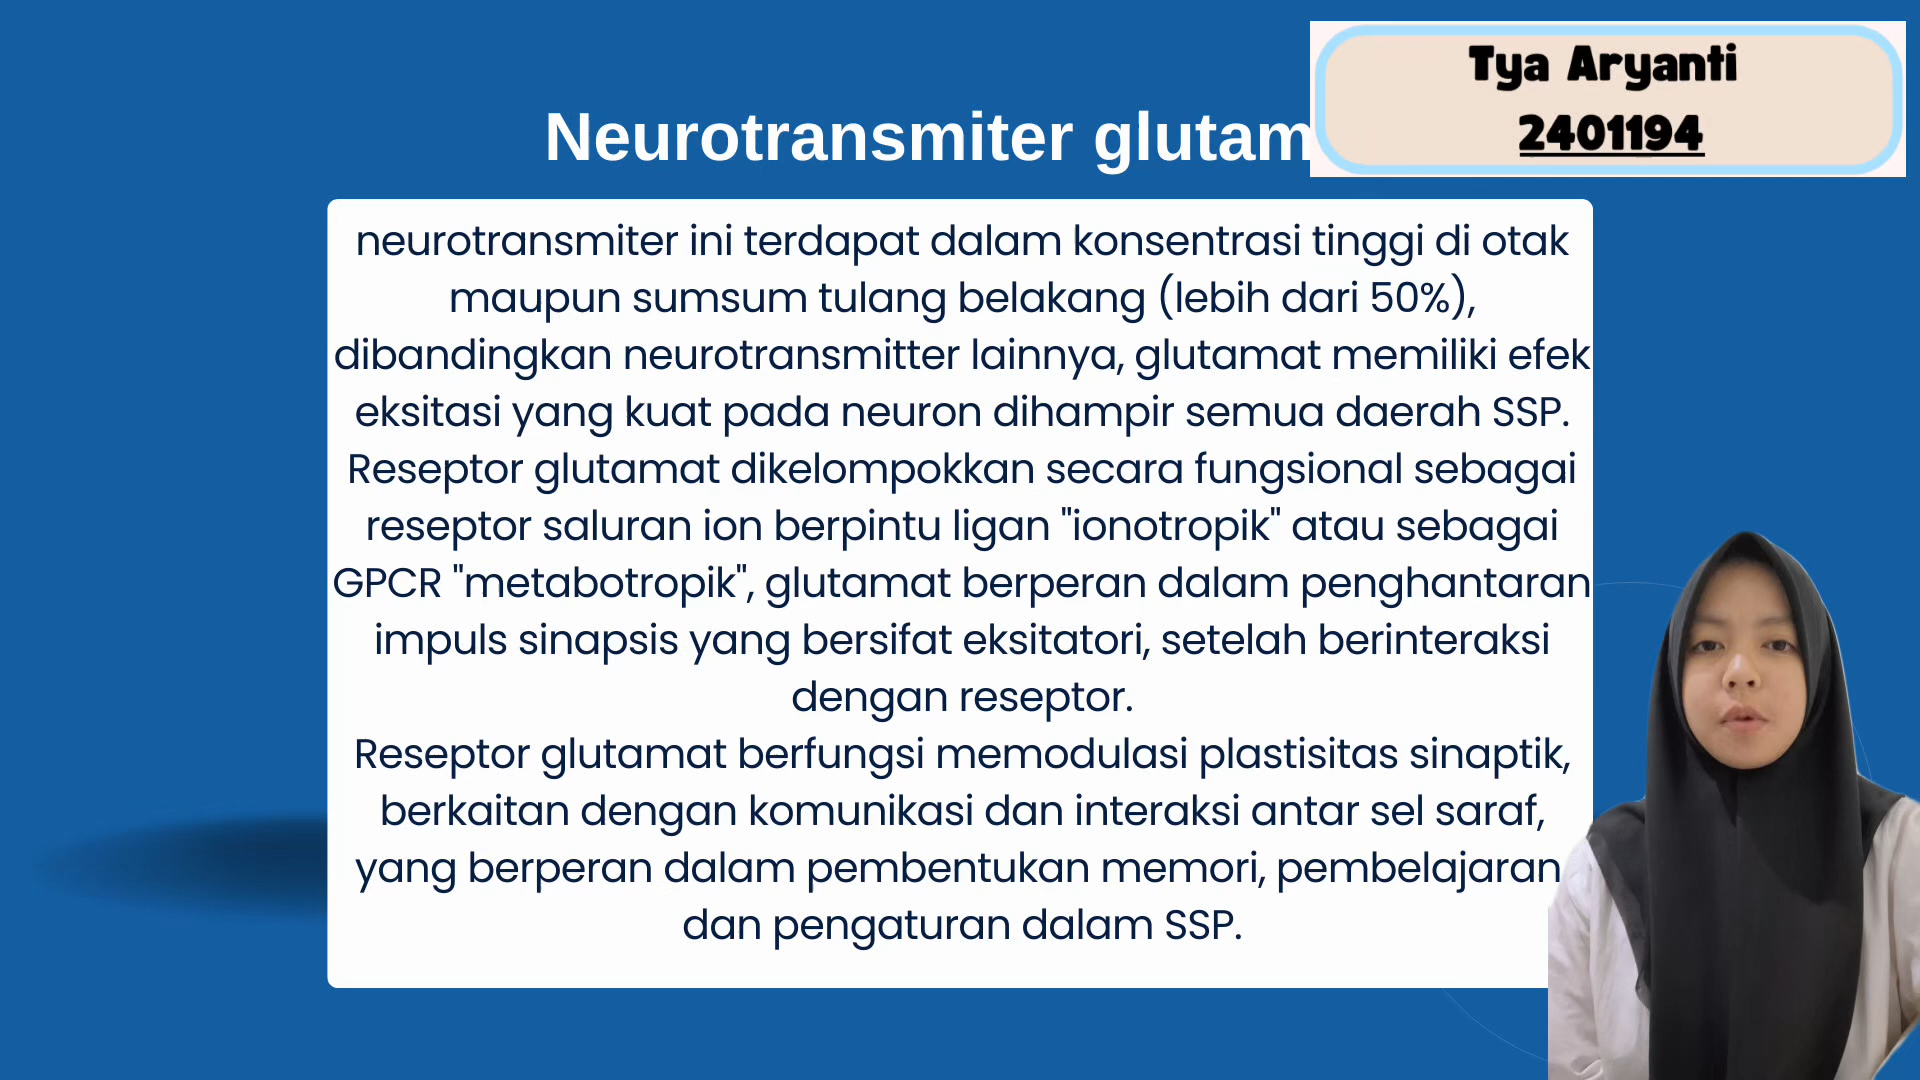 Tya Aryanti
2401194
Neurotransmiter glutam
neurotransmiter ini terdapat dalam konsentrasi tinggi di otak
maupun sumsum tulang belakang (lebih dari 50%),
dibandingkan neurotransmitter lainnya, glutamat memiliki efek
eksitasi yang kuat pada neuron dihampir semua daerah SSP.
Reseptor glutamat dikelompokkan secara fungsional sebagai
reseptor saluran ion berpintu ligan "ionotropik" atau sebagai
GPCR "metabotropik", glutamat berperan dalam penghantaran
impuls sinapsis yang bersifat eksitatori, setelah berinteraksi
dengan reseptor.
Reseptor glutamat berfungsi memodulasi plastisitas sinaptik,
berkaitan dengan komunikasi dan interaksi antar sel saraf,
yang berperan dalam pembentukan memori, pembelajaran
dan pengaturan dalam SSP.